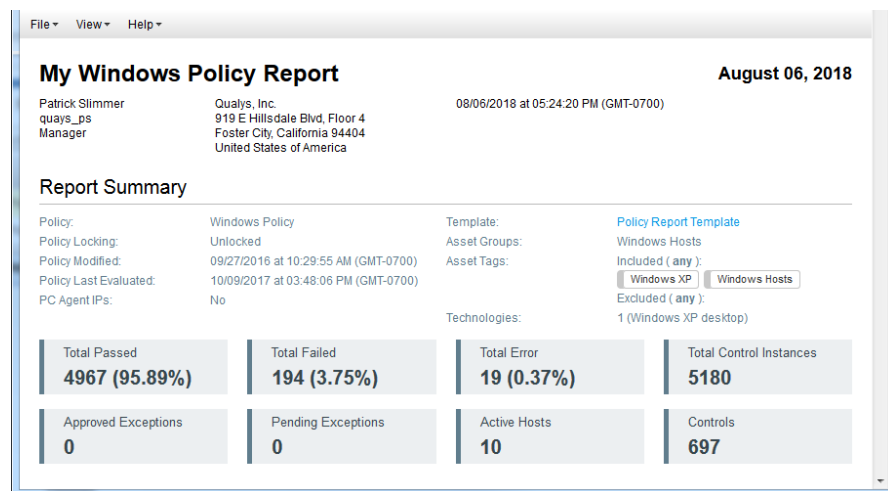 File View Help
My Windows Policy Report
August 06, 2018
Patrick Slimmer
quays_ps
Manager
Qualys, Inc.
919 E Hillsdale Blvd, Floor 4
Foster City, California 94404
United States of America
08/06/2018 at 05:24:20 PM (GMT-0700)
Report Summary
Policy: Windows Policy
Policy Locking: Unlocked
Policy Modified: 09/27/2016 at 10:29:55 AM (GMT-0700)
Policy Last Evaluated: 10/09/2017 at 03:48:06 PM (GMT-0700)
PC Agent IPs: No
Template: Policy Report Template
Asset Groups: Windows Hosts
Asset Tags: Included ( any ):
Windows XP Windows Hosts
Excluded ( any ):
Technologies: 1 (Windows XP desktop)
Total Passed
4967 (95.89%)
Total Failed
194 (3.75%)
Total Error
19 (0.37%)
Total Control Instances
5180
Approved Exceptions
0
Pending Exceptions
0
Active Hosts
10
Controls
697